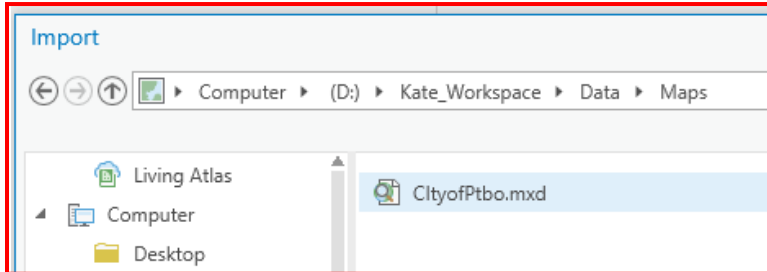 Import
Computer (D:) Kate_Workspace Data Maps
Living Atlas
CItyofPtbo.mxd
Computer
Desktop